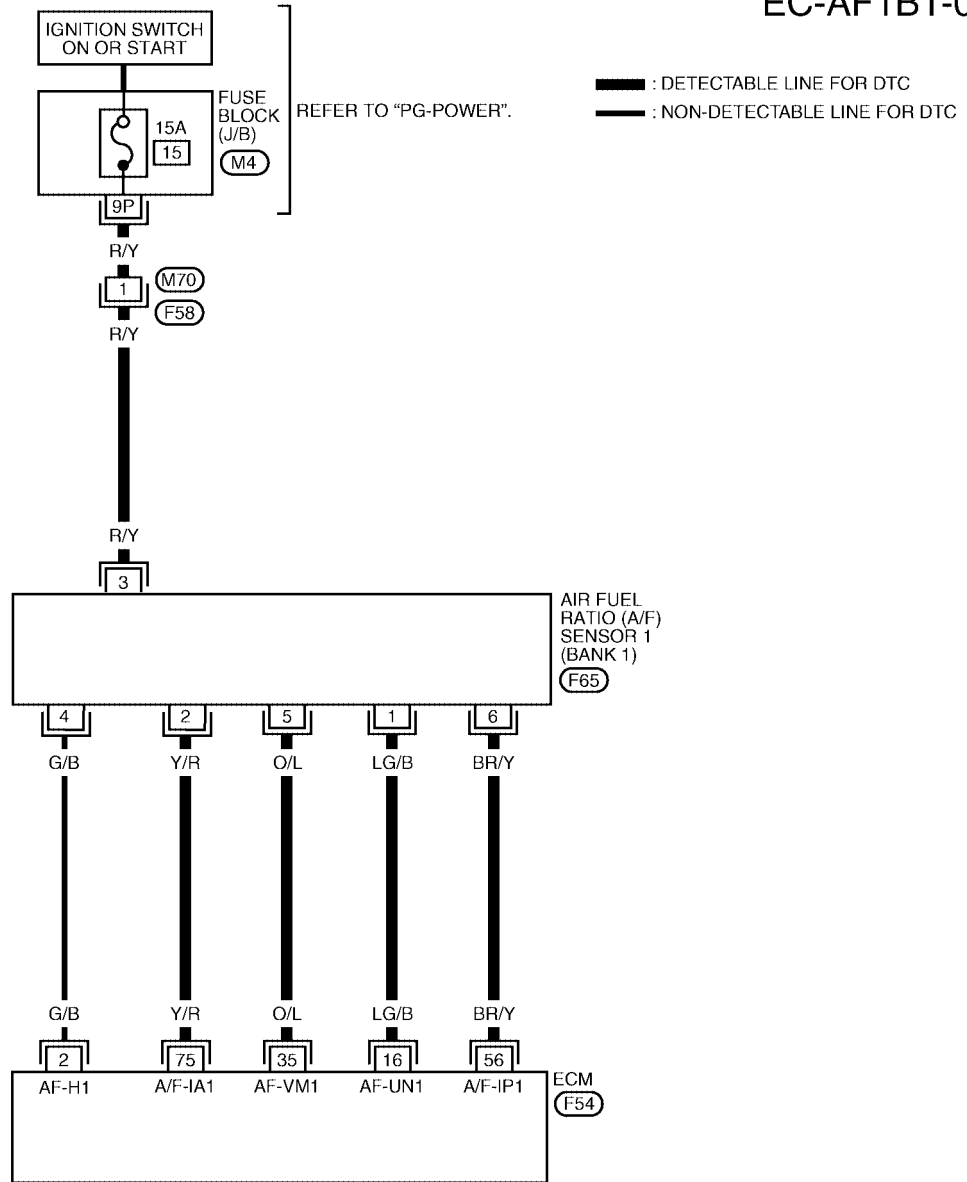 EC-AF1B1-0
IGNITION SWITCH
ON OR START
: DETECTABLE LINE FOR DTC
: NON-DETECTABLE LINE FOR DTC
FUSE
BLOCK
(J/B)
M4
REFER TO “PG-POWER”.
15A
15
9P
R/Y
1
M70
F58
R/Y
R/Y
3
AIR FUEL
RATIO (A/F)
SENSOR 1
(BANK 1)
F65
4 2 5 1 6
G/B Y/R O/L LG/B BR/Y
G/B Y/R O/L LG/B BR/Y
2 75 35 16 56
AF-H1 A/F-IA1 AF-VM1 AF-UN1 A/F-IP1
ECM
F54